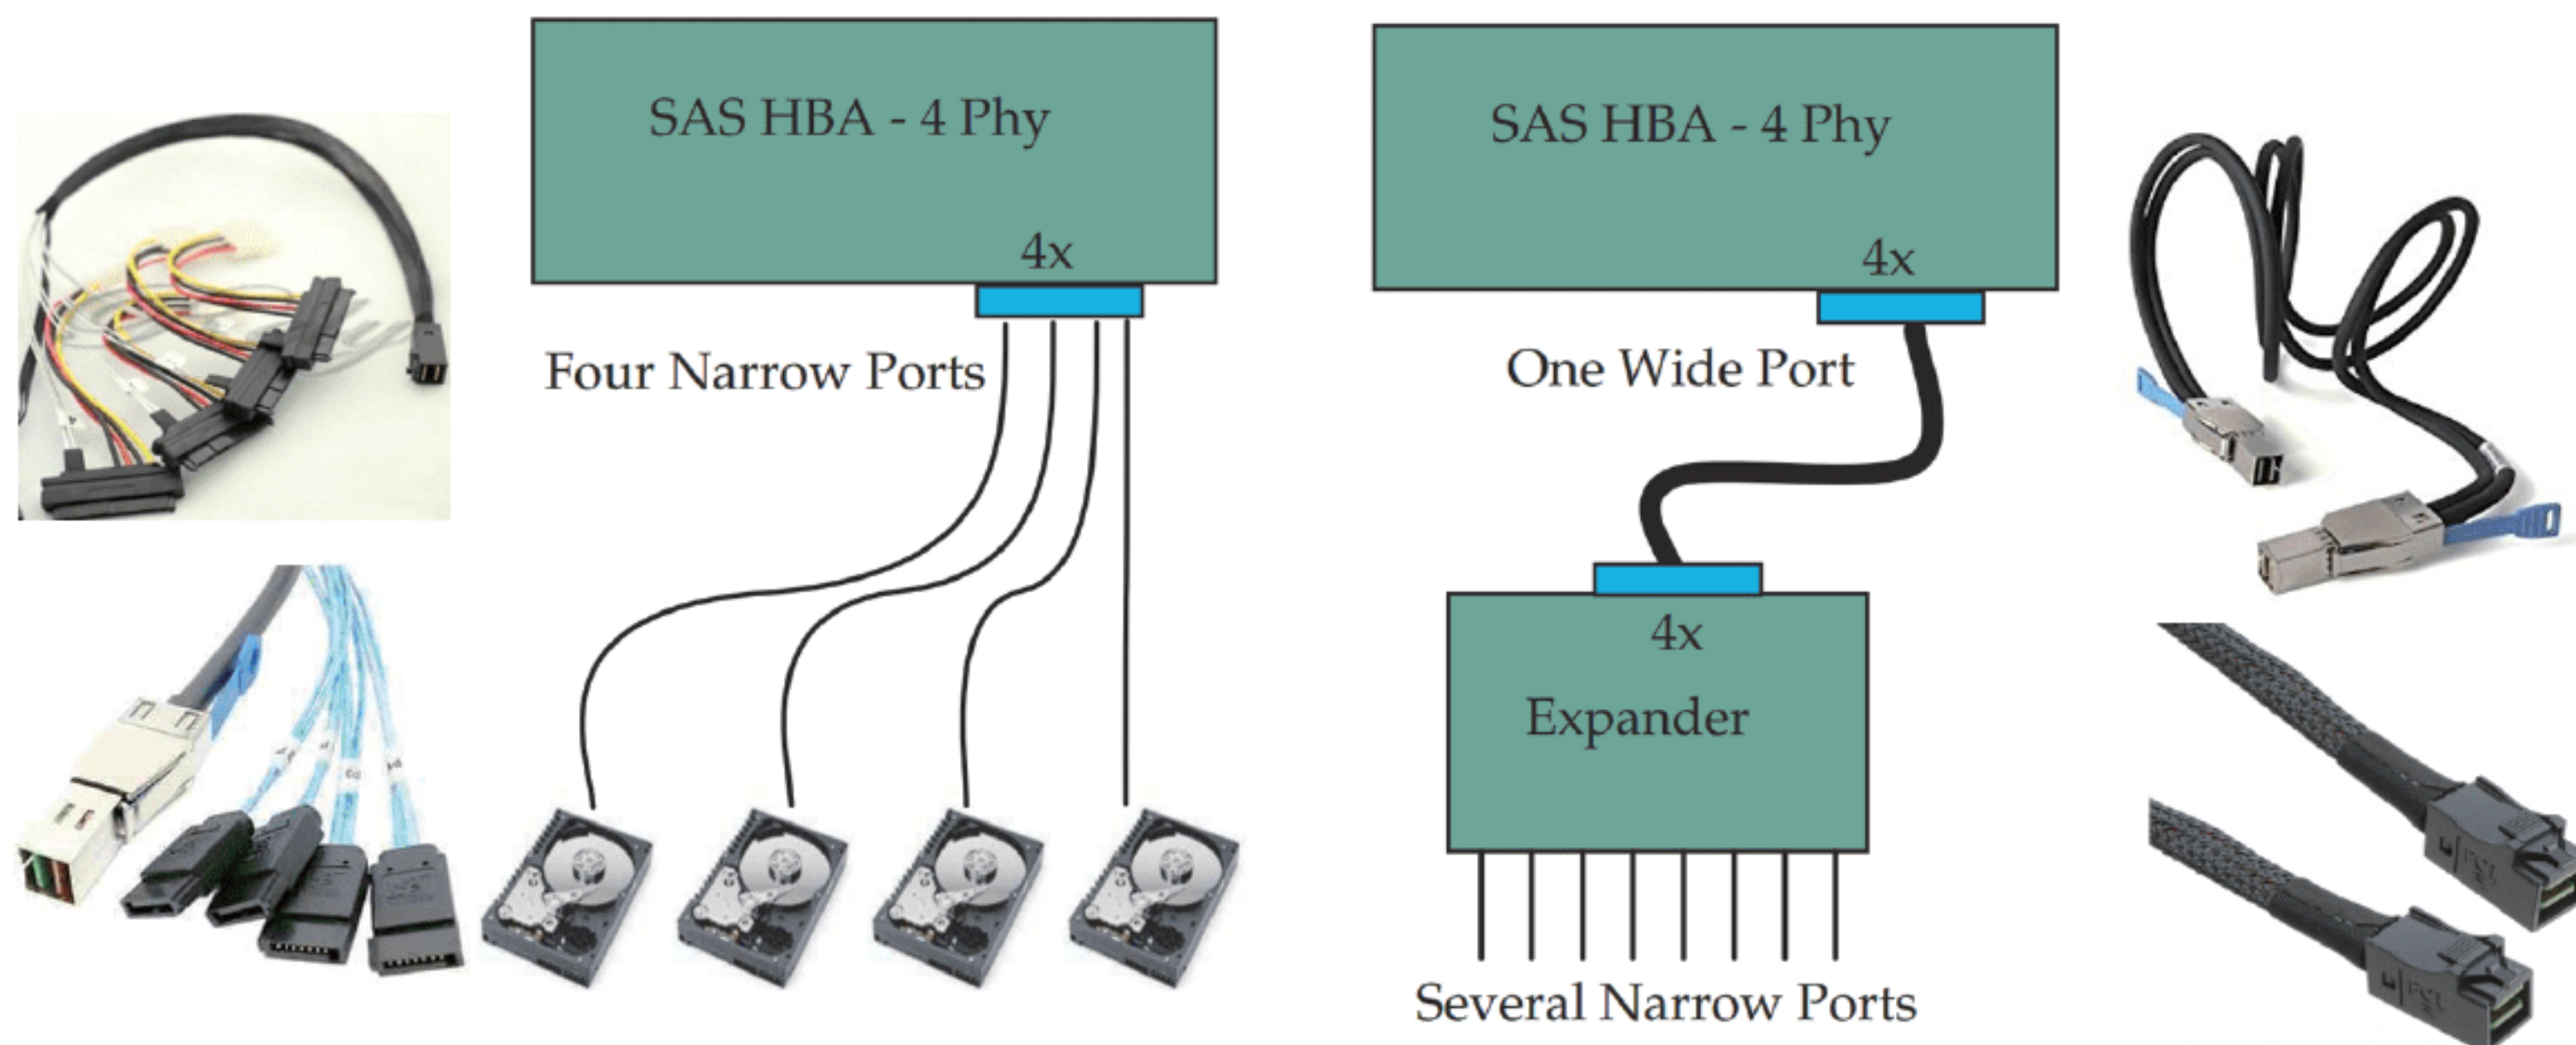 SAS HBA - 4 Phy
4x
Four Narrow Ports
SAS HBA - 4 Phy
4x
One Wide Port
4x
Expander
Several Narrow Ports